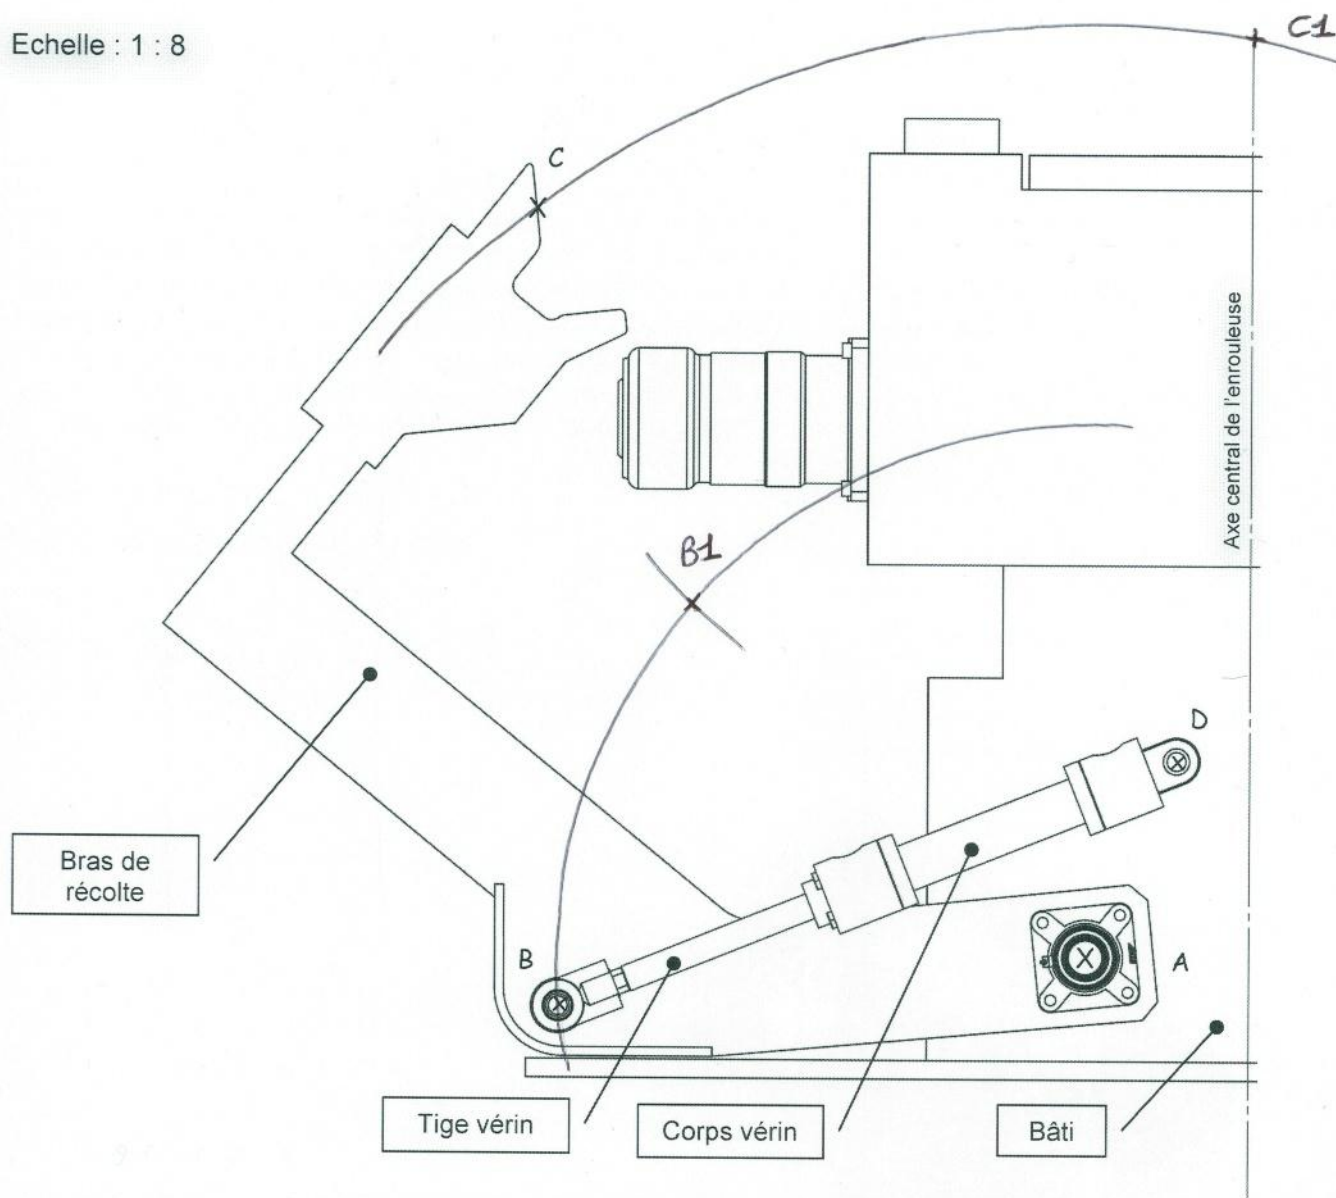 Echelle : 1 : 8
C1
C
Axe central de l'enrouleuse
B1
D
Bras de
récolte
B
A
Tige vérin
Corps vérin
Bâti